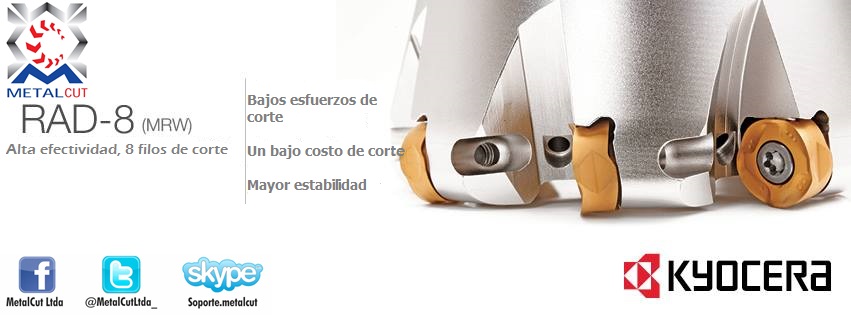 METALCUT
RAD-8 (MRW)
Alta efectividad, 8 filos de corte
Bajos esfuerzos de
corte
Un bajo costo de corte
Mayor estabilidad
MetalCut Ltda
@MetalCutLtda_
skype
Soporte.metalcut
KYOCERA